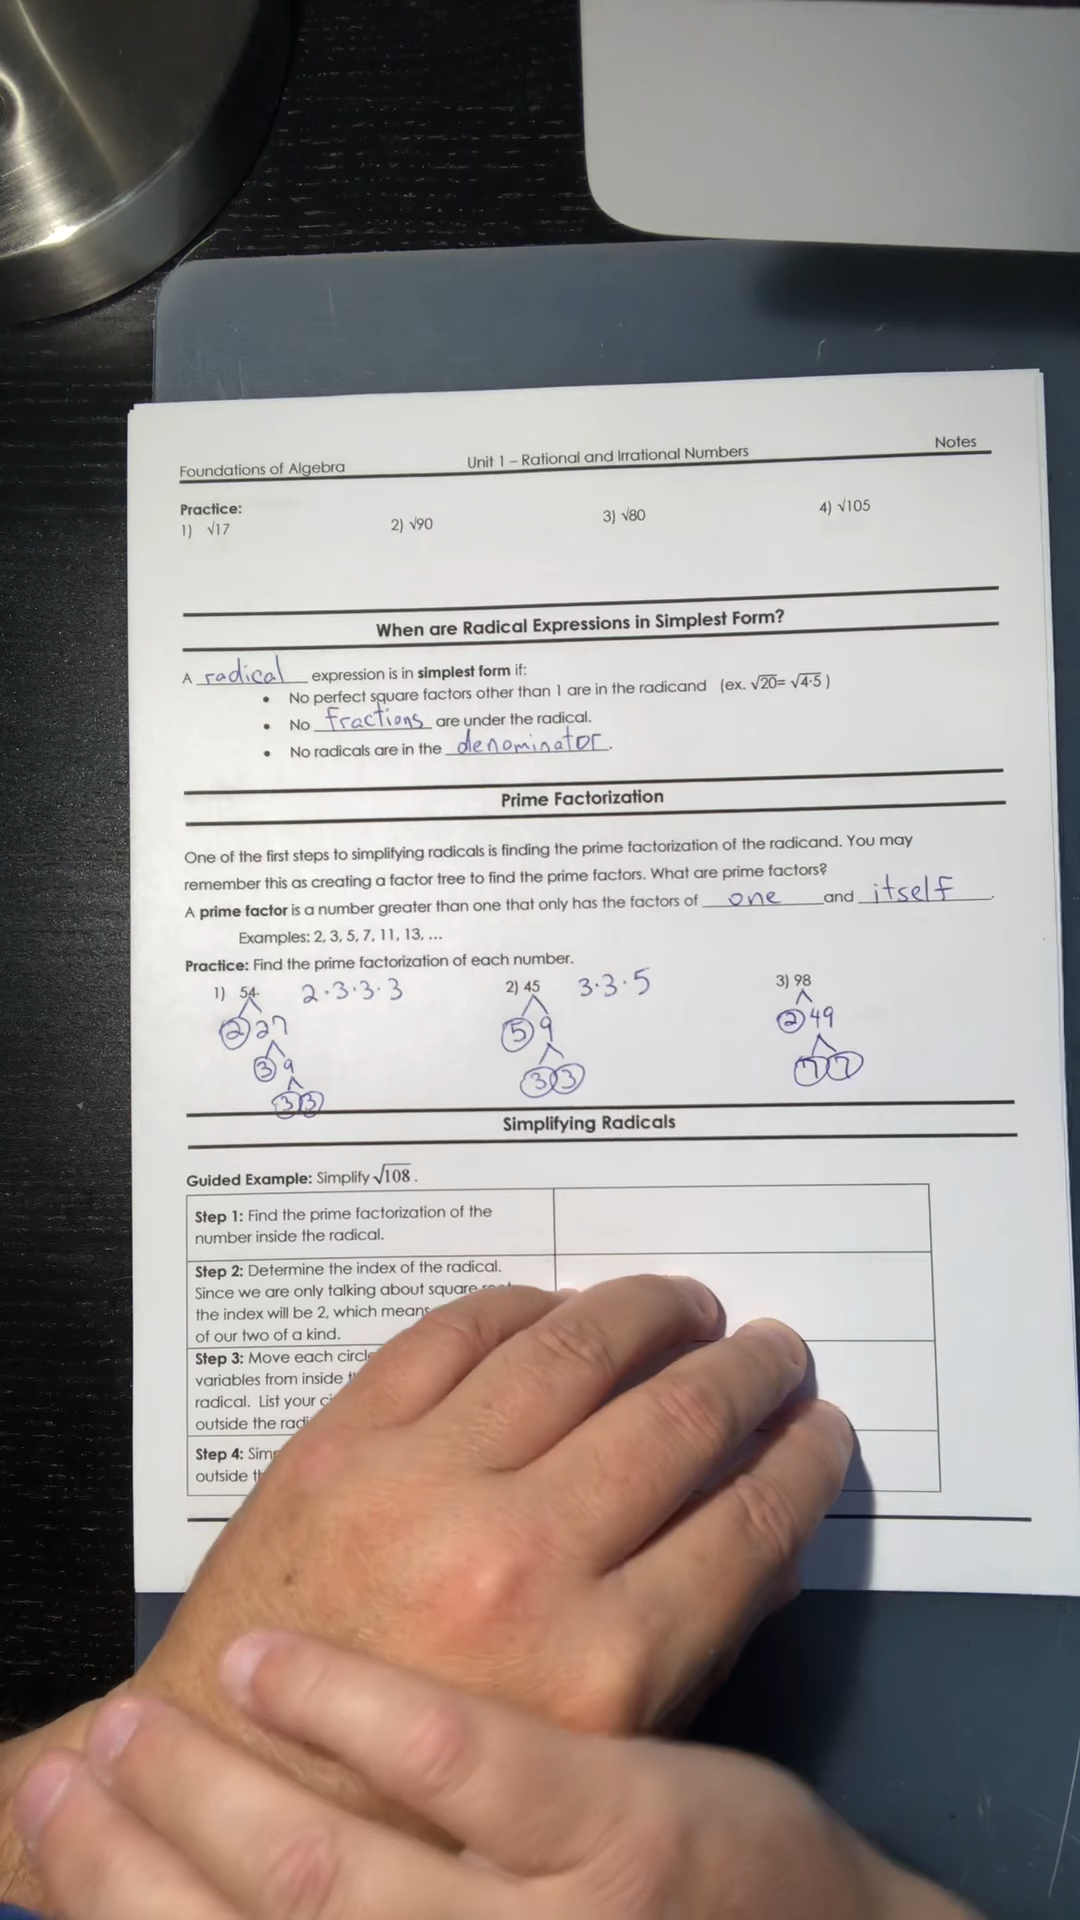 Foundations of Algebra Unit 1 – Rational and Irrational Numbers Notes
Practice:
1) √17 2) √90 3) √80 4) √105
When are Radical Expressions in Simplest Form?
A radical expression is in simplest form if:
• No perfect square factors other than 1 are in the radicand (ex. √20= √4·5 )
• No fractions are under the radical.
• No radicals are in the denominator.
Prime Factorization
One of the first steps to simplifying radicals is finding the prime factorization of the radicand. You may
remember this as creating a factor tree to find the prime factors. What are prime factors?
A prime factor is a number greater than one that only has the factors of one and itself.
Examples: 2, 3, 5, 7, 11, 13, ...
Practice: Find the prime factorization of each number.
1) 54 2·3·3·3 2) 45 3·3·5 3) 98
2 27 5 9 2 49
3 9 3 3 7 7
3 3
Simplifying Radicals
Guided Example: Simplify √108 .
Step 1: Find the prime factorization of the
number inside the radical.
Step 2: Determine the index of the radical.
Since we are only talking about square
the index will be 2, which means
of our two of a kind.
Step 3: Move each
variables from inside
radical. List your
outside the
Step 4:
outside